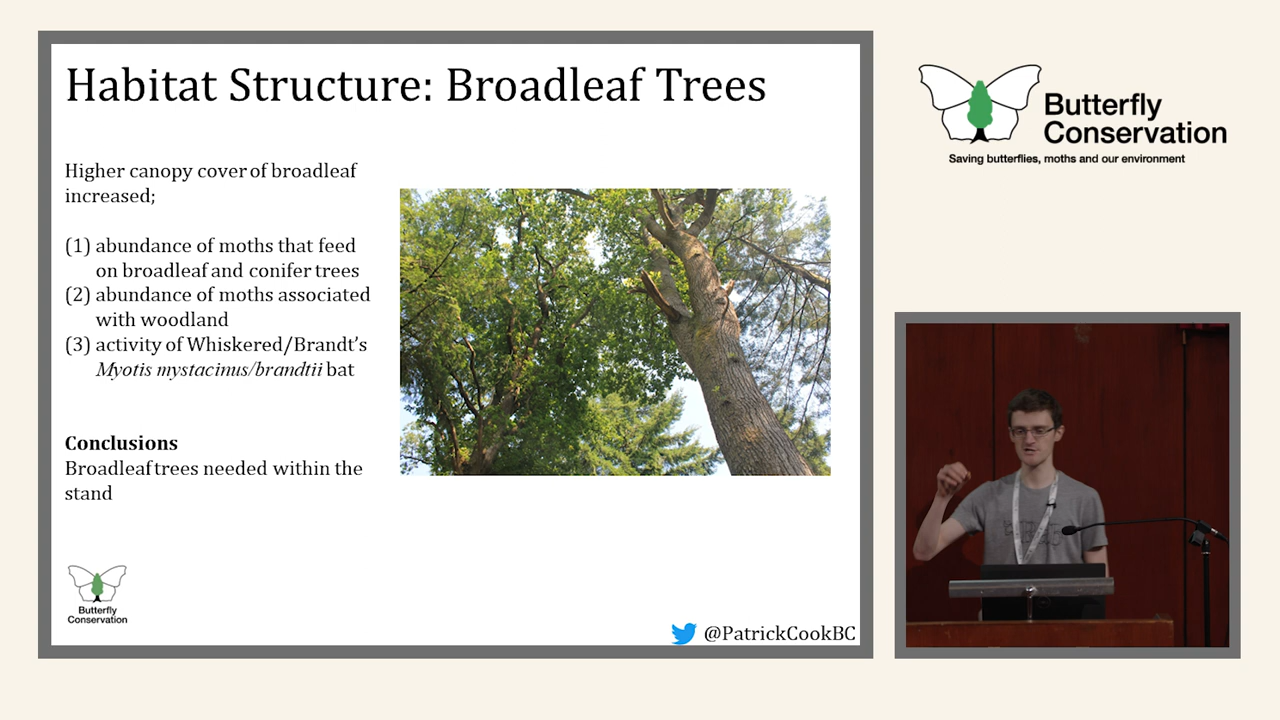 Habitat Structure: Broadleaf Trees
Higher canopy cover of broadleaf
increased;
(1) abundance of moths that feed
on broadleaf and conifer trees
(2) abundance of moths associated
with woodland
(3) activity of Whiskered/Brandt's
Myotis mystacinus/brandtii bat
Conclusions
Broadleaf trees needed within the
stand
Butterfly
Conservation
@PatrickCookBC
Butterfly
Conservation
Saving butterflies, moths and our environment